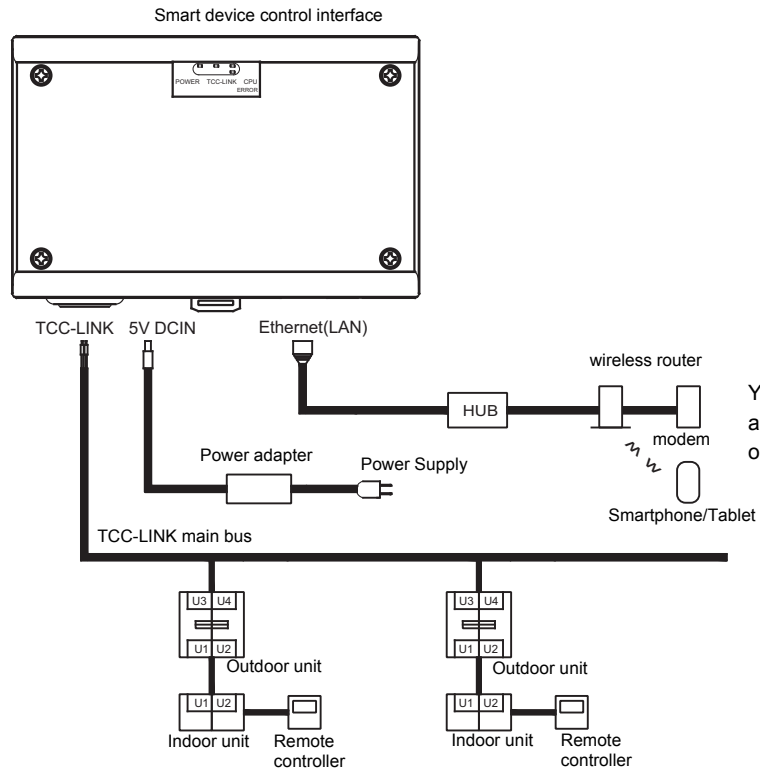 Smart device control interface
POWER TCC-LINK CPU
ERROR
TCC-LINK 5V DCIN Ethernet(LAN)
wireless router
HUB
modem
Y
a
o
Power adapter
Power Supply
Smartphone/Tablet
TCC-LINK main bus
U3 U4 U3 U4
U1 U2 U1 U2
Outdoor unit Outdoor unit
U1 U2 U1 U2
Indoor unit Remote controller Indoor unit Remote controller